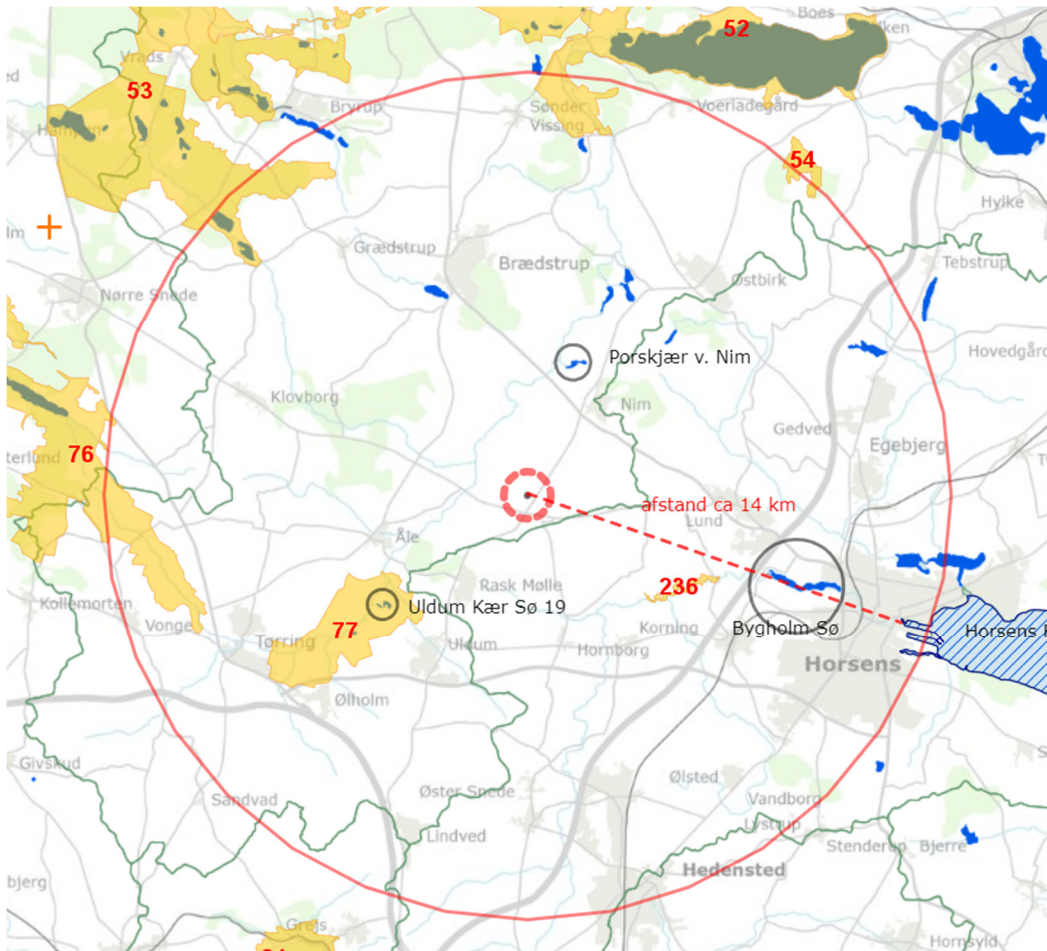 Boes
52
Vrads
53
Bryrup
Sønder
Vissing
Voerladegård
54
Hylke
Grædstrup
Brædstrup
Tebstrup
Østbirk
Nørre Snede
Hovedgård
Porskjær v. Nim
Klovborg
Nim
Gedved
Egebjerg
76
afstand ca 14 km
Lund
Åle
Rask Mølle
236
Kollemorten
Uldum Kær Sø 19
Vonge
77
Korning
Bygholm Sø
Tørring
Uldum
Hornborg
Horsens
Ølholm
Givskud
Ølsted
Sandvad
Øster Snede
Vandborg
Lystrup
Lindved
Stenderup
Bjerre
Hedensted
bjerg
Grejs
Hornsyld